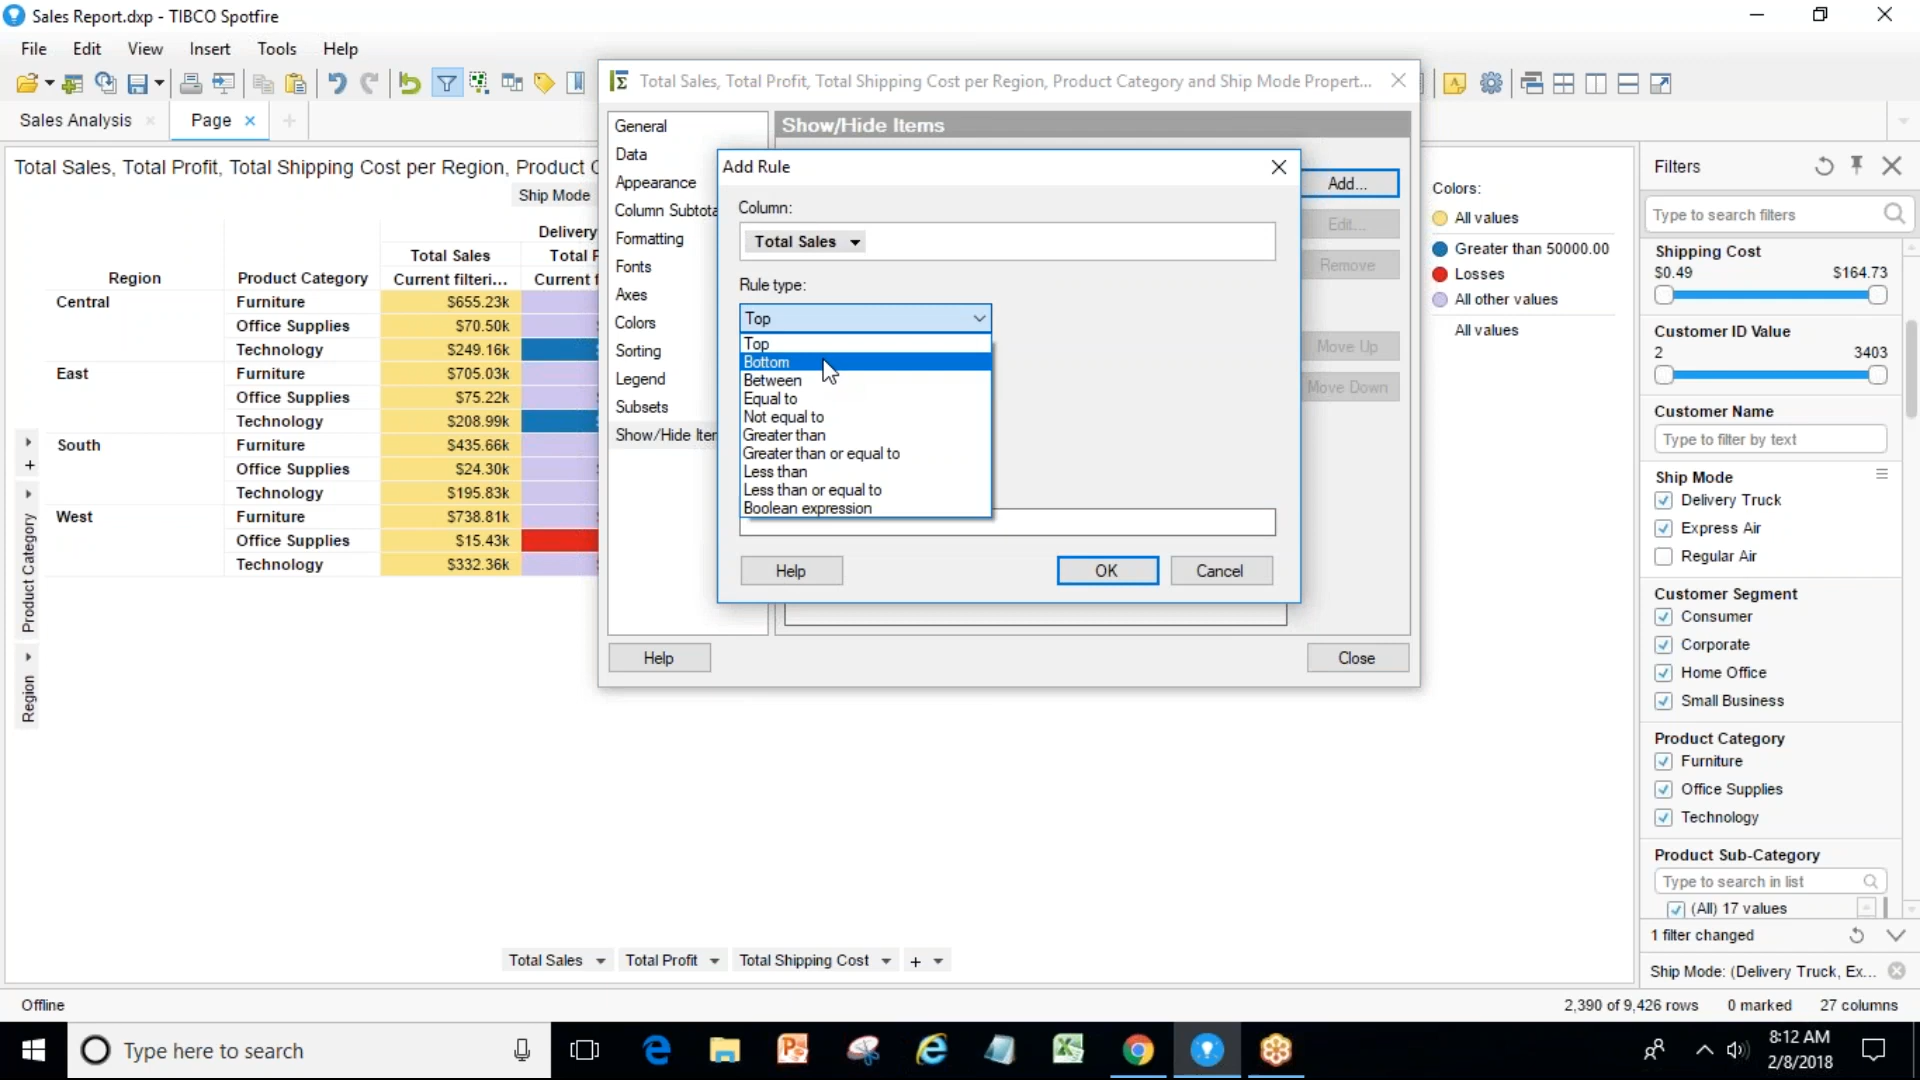 Sales Report.dxp - TIBCO Spotfire
File Edit View Insert Tools Help
Sales Analysis
Page
Total Sales, Total Profit, Total Shipping Cost per Region, Product C
Ship Mode
Delivery
Total Sales
Total P
Region
Product Category
Current filteri...
Current f
Central
Furniture $655.23k
Office Supplies $70.50k
Technology $249.16k
East
Furniture $705.03k
Office Supplies $75.22k
Technology $208.99k
South
Furniture $435.66k
Office Supplies $24.30k
Technology $195.83k
West
Furniture $738.81k
Office Supplies $15.43k
Technology $332.36k
Product Category
Region
Total Sales
Total Profit
Total Shipping Cost
+
Total Sales, Total Profit, Total Shipping Cost per Region, Product Category and Ship Mode Propert...
General
Data
Appearance
Column Subtota
Formatting
Fonts
Axes
Colors
Sorting
Legend
Subsets
Show/Hide Iter
Show/Hide Items
Add...
Edit...
Remove
Move Up
Move Down
Help
Close
Add Rule
Column:
Total Sales
Rule type:
Top
Top
Bottom
Between
Equal to
Not equal to
Greater than
Greater than or equal to
Less than
Less than or equal to
Boolean expression
Help
OK
Cancel
Colors:
All values
Greater than 50000.00
Losses
All other values
All values
Filters
Type to search filters
Shipping Cost
$0.49 $164.73
Customer ID Value
2 3403
Customer Name
Type to filter by text
Ship Mode
Delivery Truck
Express Air
Regular Air
Customer Segment
Consumer
Corporate
Home Office
Small Business
Product Category
Furniture
Office Supplies
Technology
Product Sub-Category
Type to search in list
(All) 17 values
1 filter changed
Ship Mode: (Delivery Truck, Ex...
Offline
2,390 of 9,426 rows 0 marked 27 columns
Type here to search
8:12 AM
2/8/2018